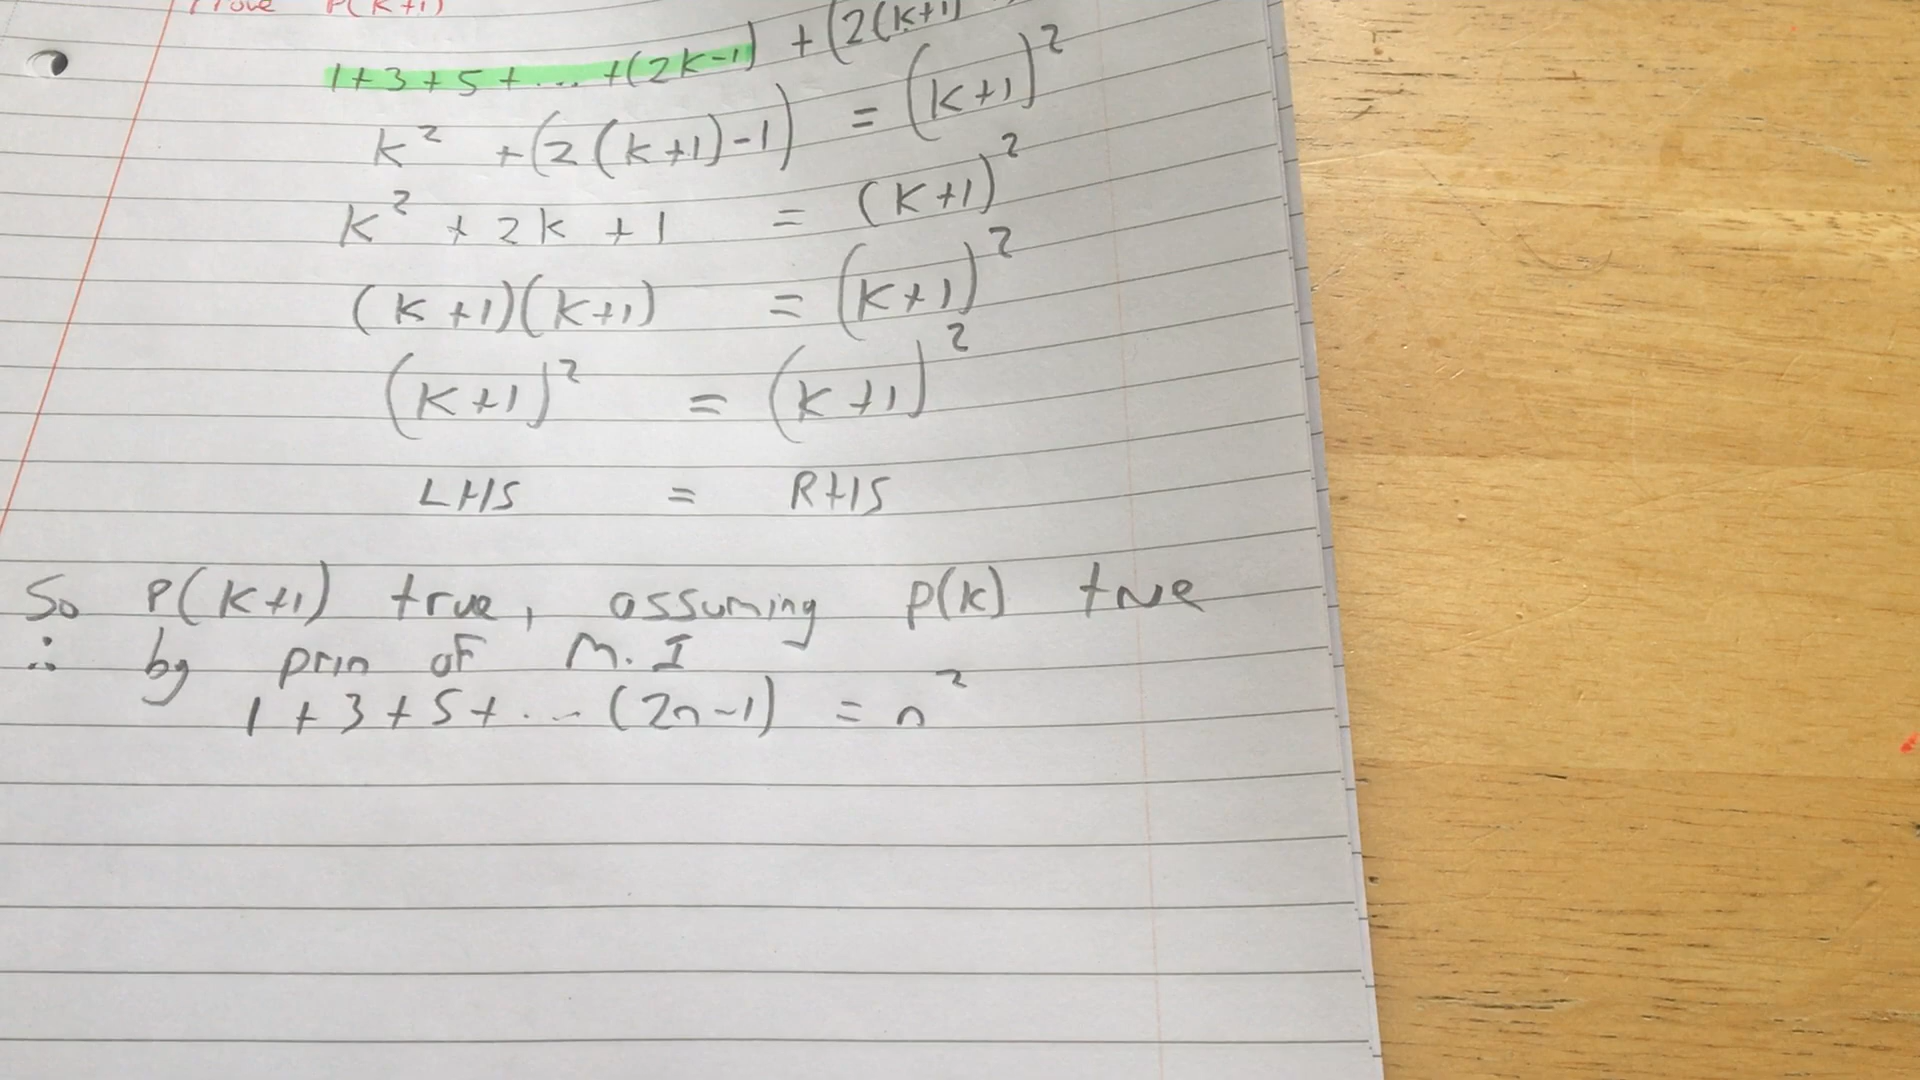 Prove P(k+1)
1+3+5+...+(2k-1) + (2(k+1)
k² + (2(k+1)-1) = (k+1)²
k² + 2k + 1 = (k+1)²
(k+1)(k+1) = (k+1)²
(k+1)² = (k+1)²
LHS = RHS
So P(k+1) true, assuming P(k) true
∴ by prin of M.I
1+3+5+...(2n-1) = n²